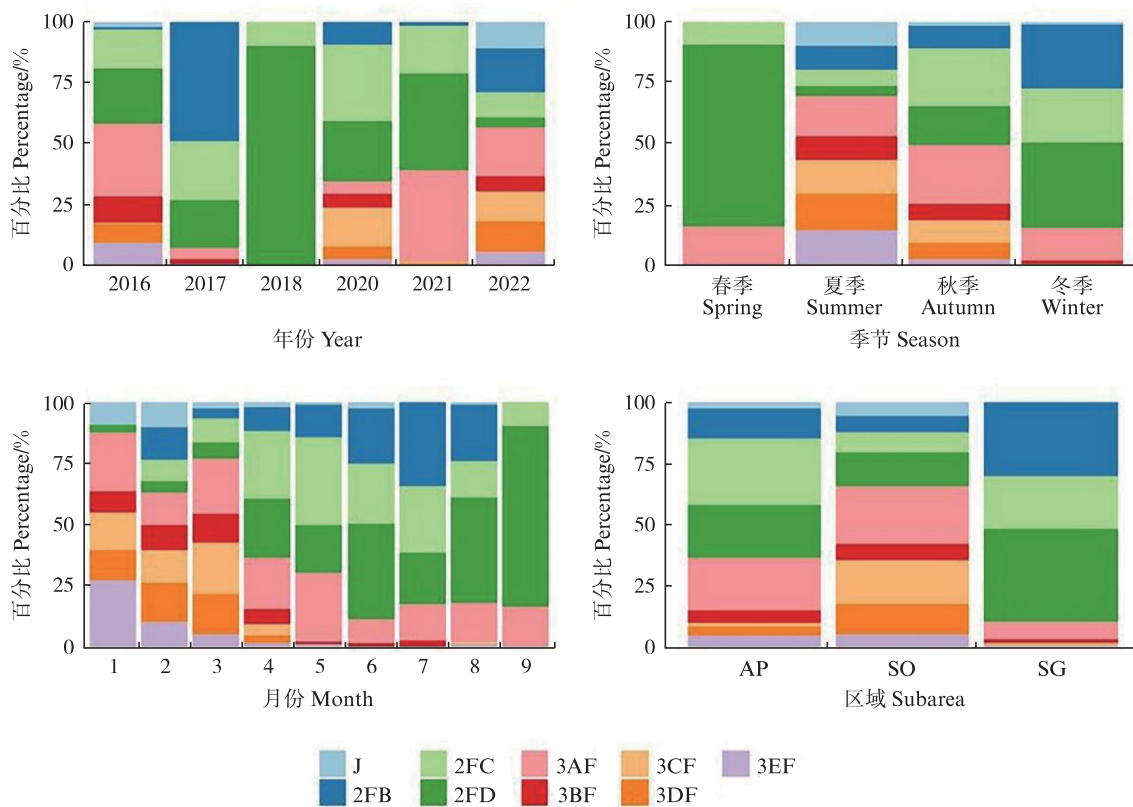 100
75
50
25
0
百分比 Percentage/%
2016 2017 2018 2020 2021 2022
年份 Year
100
75
50
25
0
百分比 Percentage/%
春季 夏季 秋季 冬季
Spring Summer Autumn Winter
季节 Season
100
75
50
25
0
百分比 Percentage/%
1 2 3 4 5 6 7 8 9
月份 Month
100
75
50
25
0
百分比 Percentage/%
AP SO SG
区域 Subarea
J 2FC 3AF 3CF 3EF
2FB 2FD 3BF 3DF